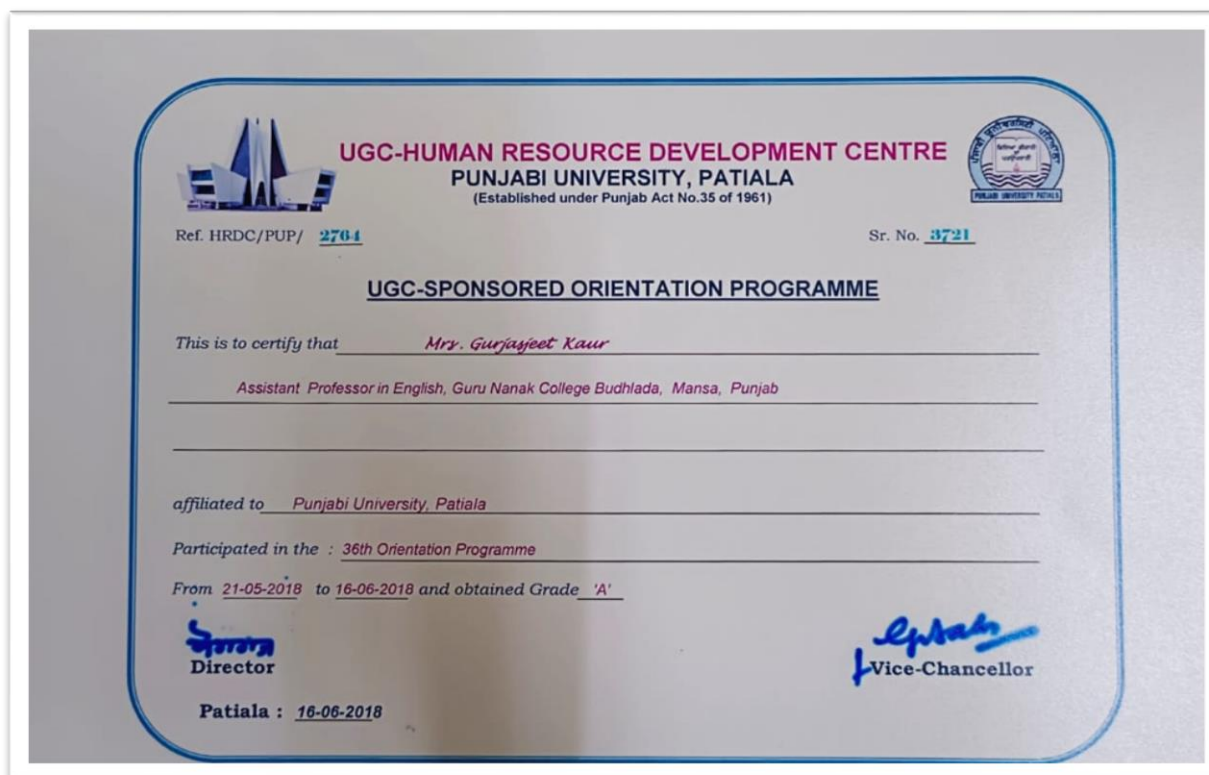 UGC-HUMAN RESOURCE DEVELOPMENT CENTRE
PUNJABI UNIVERSITY, PATIALA
(Established under Punjab Act No.35 of 1961)
PUNJABI UNIVERSITY PATIALA
Ref. HRDC/PUP/ 2764
Sr. No. 3721
UGC-SPONSORED ORIENTATION PROGRAMME
This is to certify that Mrs. Gurjasjeet Kaur
Assistant Professor in English, Guru Nanak College Budhlada, Mansa, Punjab
affiliated to Punjabi University, Patiala
Participated in the : 36th Orientation Programme
From 21-05-2018 to 16-06-2018 and obtained Grade 'A'
Director
Vice-Chancellor
Patiala : 16-06-2018